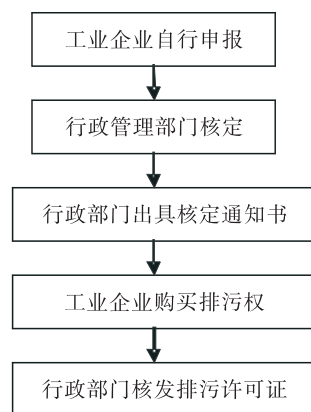 工业企业自行申报
行政管理部门核定
行政部门出具核定通知书
工业企业购买排污权
行政部门核发排污许可证